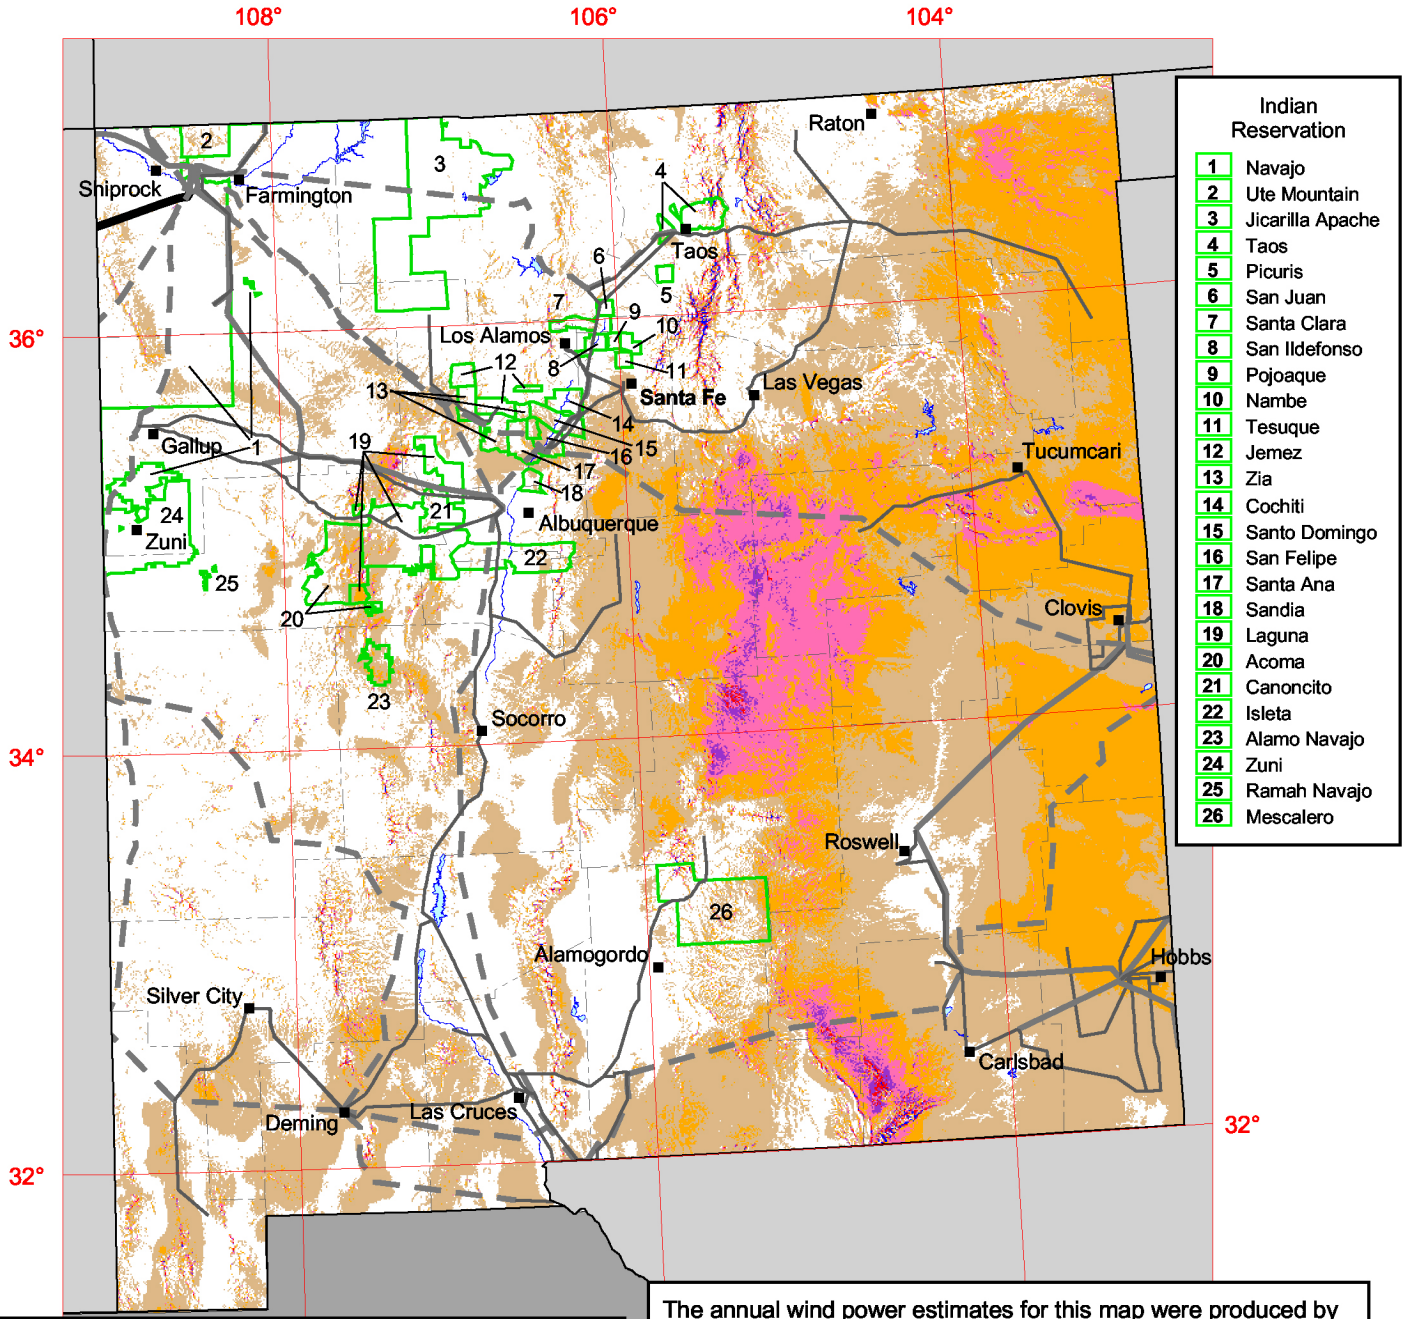 108°
106°
104°
Raton
2
3
Shiprock
Farmington
4
Taos
6
5
7
9
10
36°
Los Alamos
8
11
12
Santa Fe
Las Vegas
13
14
Gallup
1
19
15
16
Tucumcari
17
18
24
21
Albuquerque
Zuni
22
25
20
Clovis
23
Socorro
34°
Roswell
26
Alamogordo
Hobbs
Silver City
Carlsbad
Las Cruces
Deming
32°
32°
Indian
Reservation
1 Navajo
2 Ute Mountain
3 Jicarilla Apache
4 Taos
5 Picuris
6 San Juan
7 Santa Clara
8 San Ildefonso
9 Pojoaque
10 Nambe
11 Tesuque
12 Jemez
13 Zia
14 Cochiti
15 Santo Domingo
16 San Felipe
17 Santa Ana
18 Sandia
19 Laguna
20 Acoma
21 Canoncito
22 Isleta
23 Alamo Navajo
24 Zuni
25 Ramah Navajo
26 Mescalero
The annual wind power estimates for this map were produced by